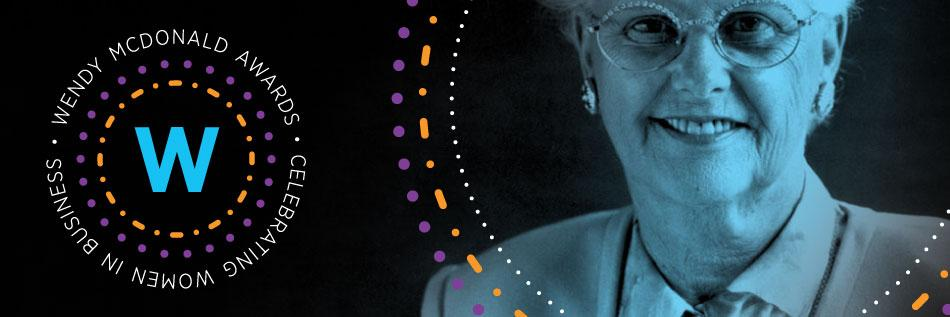 WENDY MCDONALD AWARDS • CELEBRATING WOMEN IN BUSINESS •
W